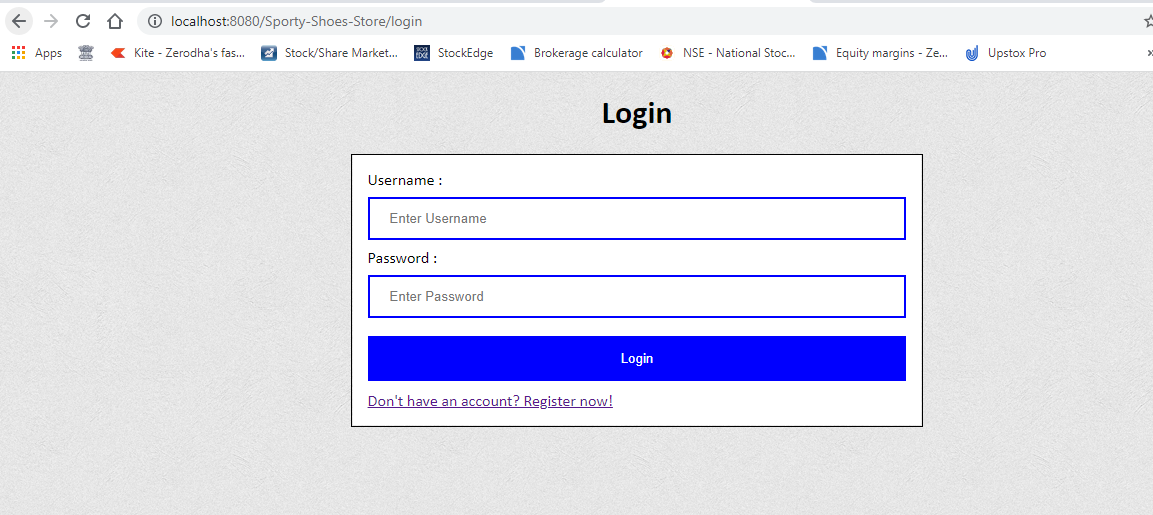 localhost:8080/Sporty-Shoes-Store/login
Apps Kite - Zerodha's fas... Stock/Share Market... StockEdge Brokerage calculator NSE - National Stoc... Equity margins - Ze... Upstox Pro »
Login
Username :
Enter Username
Password :
Enter Password
Login
Don't have an account? Register now!